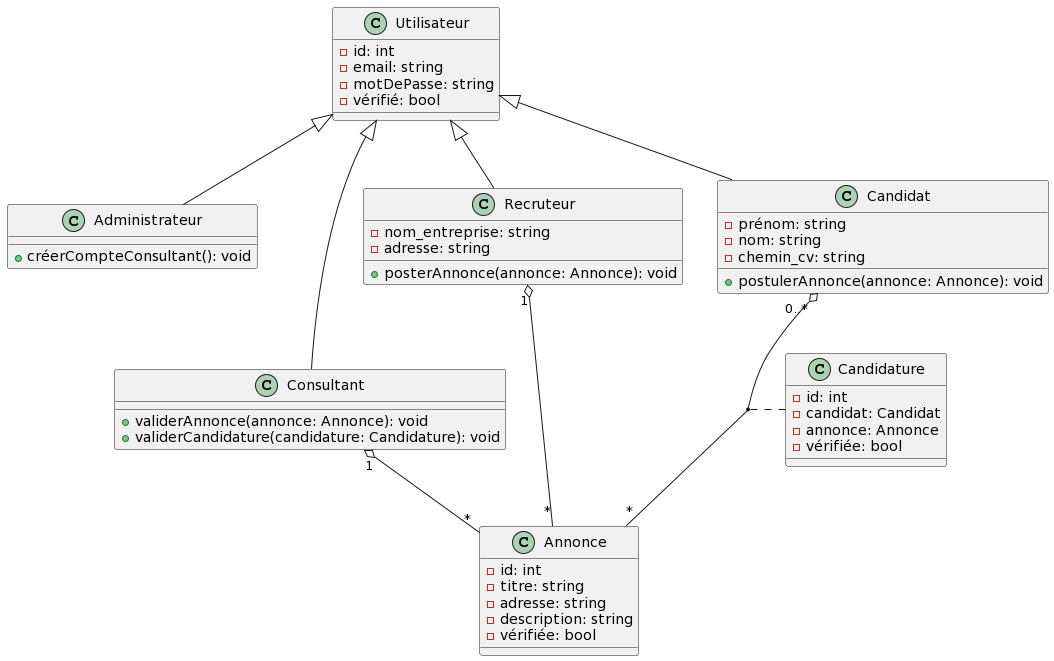 C Utilisateur
id: int
email: string
motDePasse: string
vérifié: bool
C Administrateur
créerCompteConsultant(): void
C Recruteur
nom_entreprise: string
adresse: string
posterAnnonce(annonce: Annonce): void
1
C Candidat
prénom: string
nom: string
chemin_cv: string
postulerAnnonce(annonce: Annonce): void
0..*
C Consultant
validerAnnonce(annonce: Annonce): void
validerCandidature(candidature: Candidature): void
1
C Candidature
id: int
candidat: Candidat
annonce: Annonce
vérifiée: bool
*
*
*
C Annonce
id: int
titre: string
adresse: string
description: string
vérifiée: bool